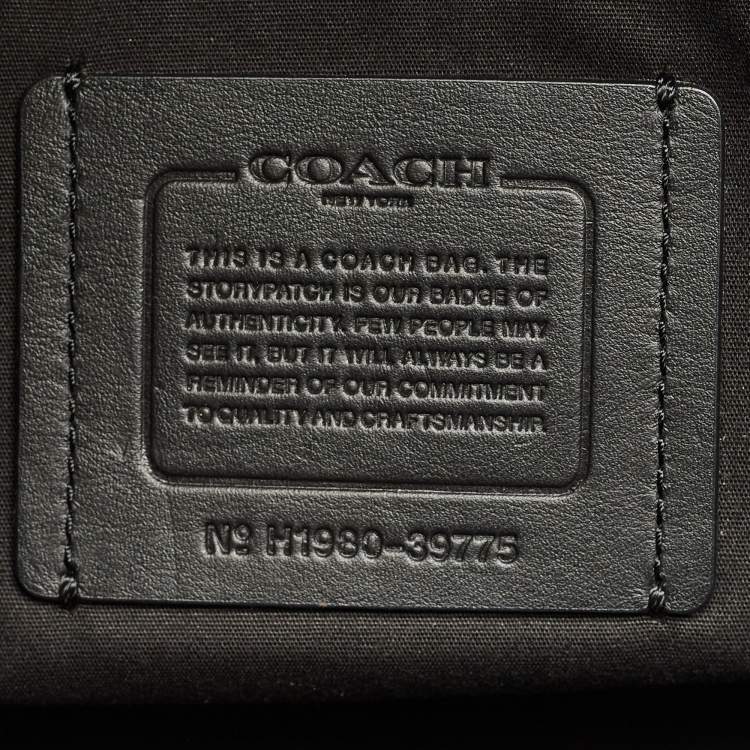 COACH
NEW YORK
THIS IS A COACH BAG. THE
STORYPATCH IS OUR BADGE OF
AUTHENTICITY. FEW PEOPLE MAY
SEE IT, BUT IT WILL ALWAYS BE A
REMINDER OF OUR COMMITMENT
TO QUALITY AND CRAFTSMANSHIP.
Nº H1980-39775